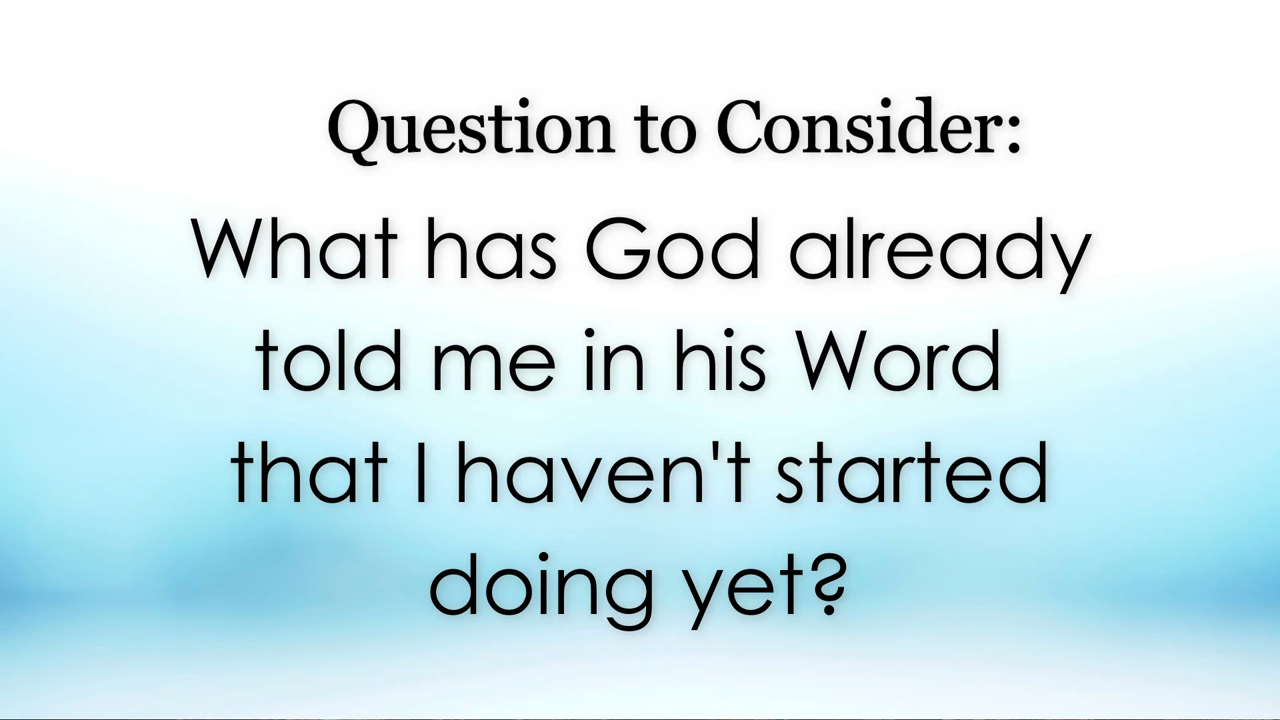 Question to Consider:
What has God already
told me in his Word
that I haven't started
doing yet?